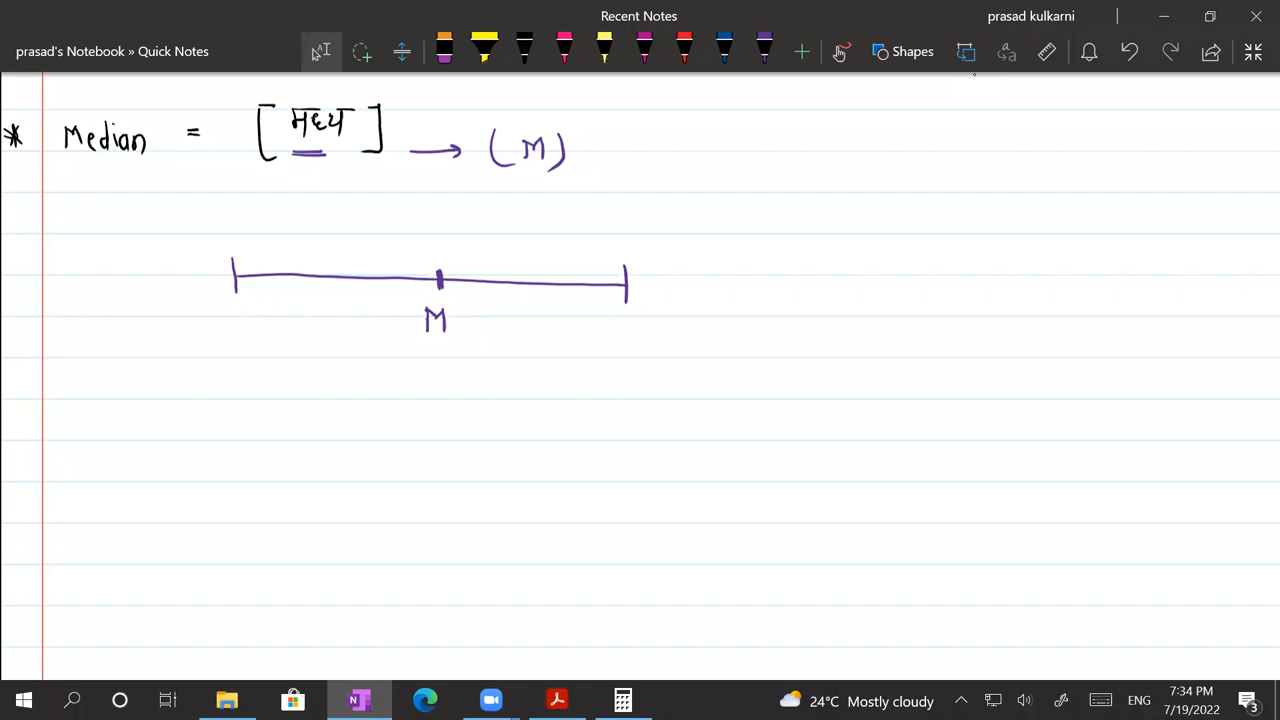 Recent Notes
prasad kulkarni
prasad's Notebook » Quick Notes
Shapes
* Median = [ मध्य ] → (M)
M
24°C Mostly cloudy
ENG
7:34 PM
7/19/2022
3